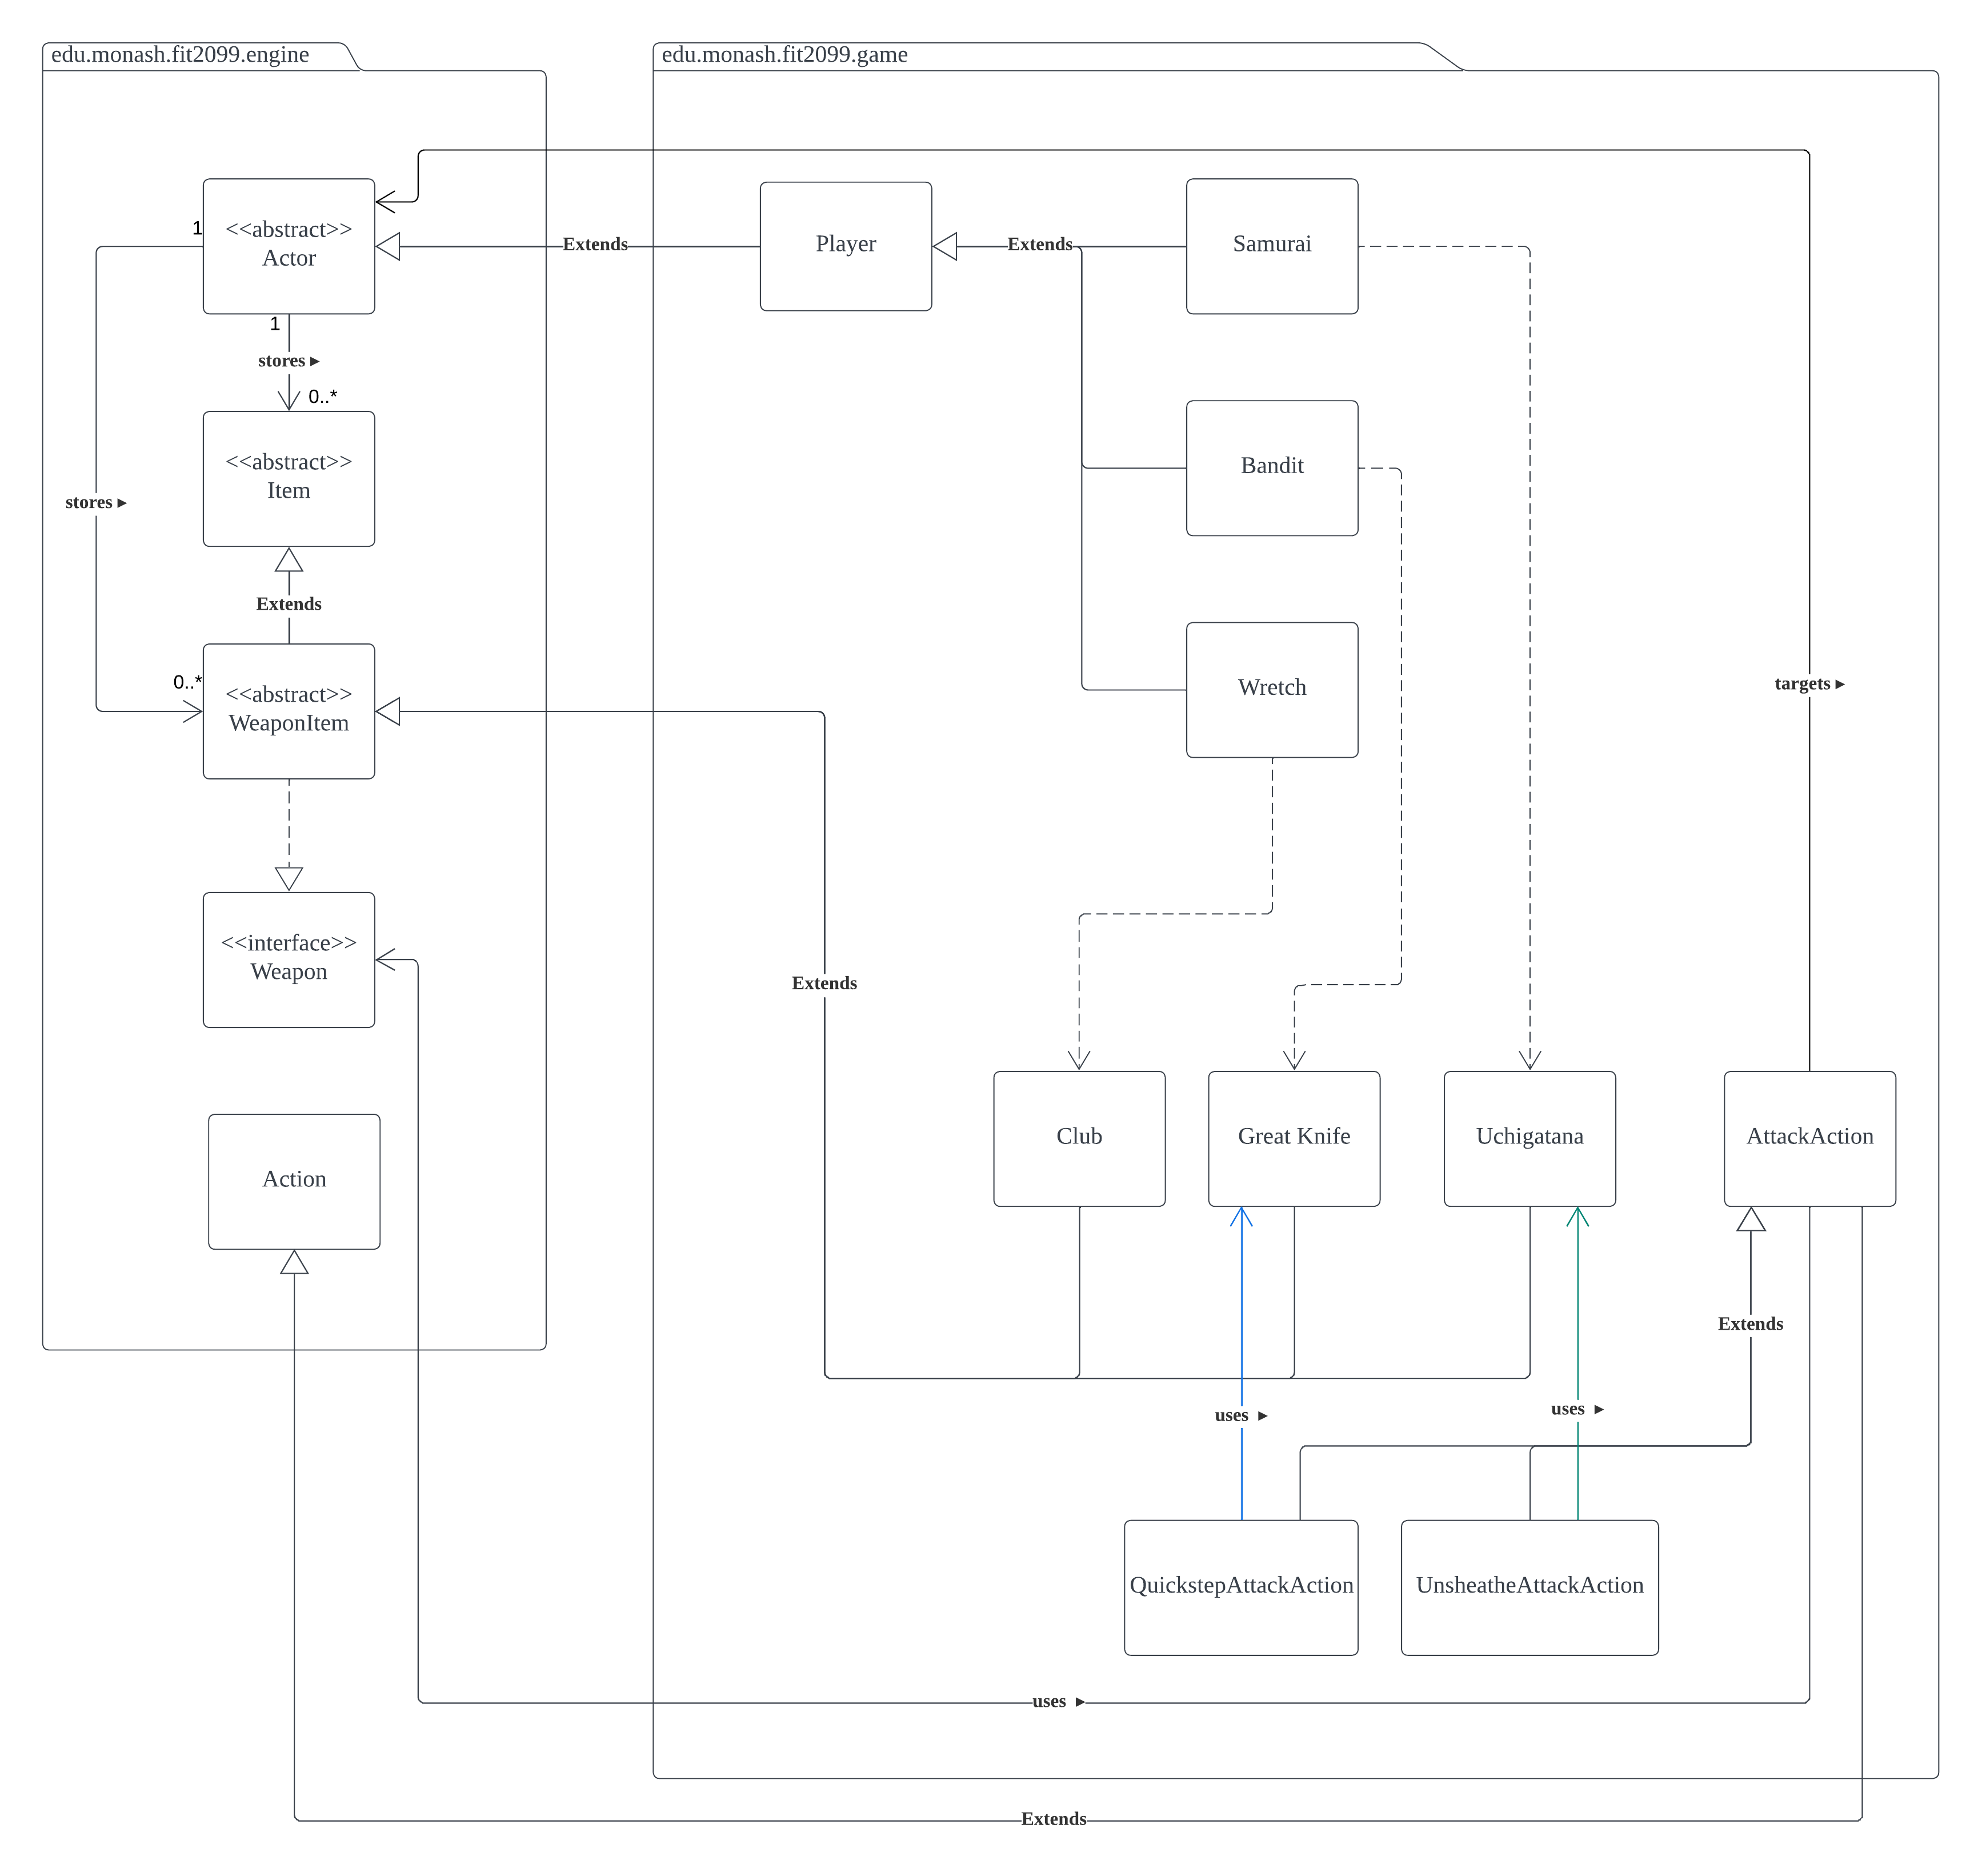 edu.monash.fit2099.engine
edu.monash.fit2099.game
<<abstract>>
Actor
1
1
stores ▸
0..*
<<abstract>>
Item
stores ▸
Extends
0..*
<<abstract>>
WeaponItem
<<interface>>
Weapon
Action
Extends
Player
Extends
Samurai
Bandit
Wretch
targets ▸
Extends
Club
Great Knife
Uchigatana
AttackAction
Extends
uses ▸
uses ▸
QuickstepAttackAction
UnsheatheAttackAction
uses ▸
Extends